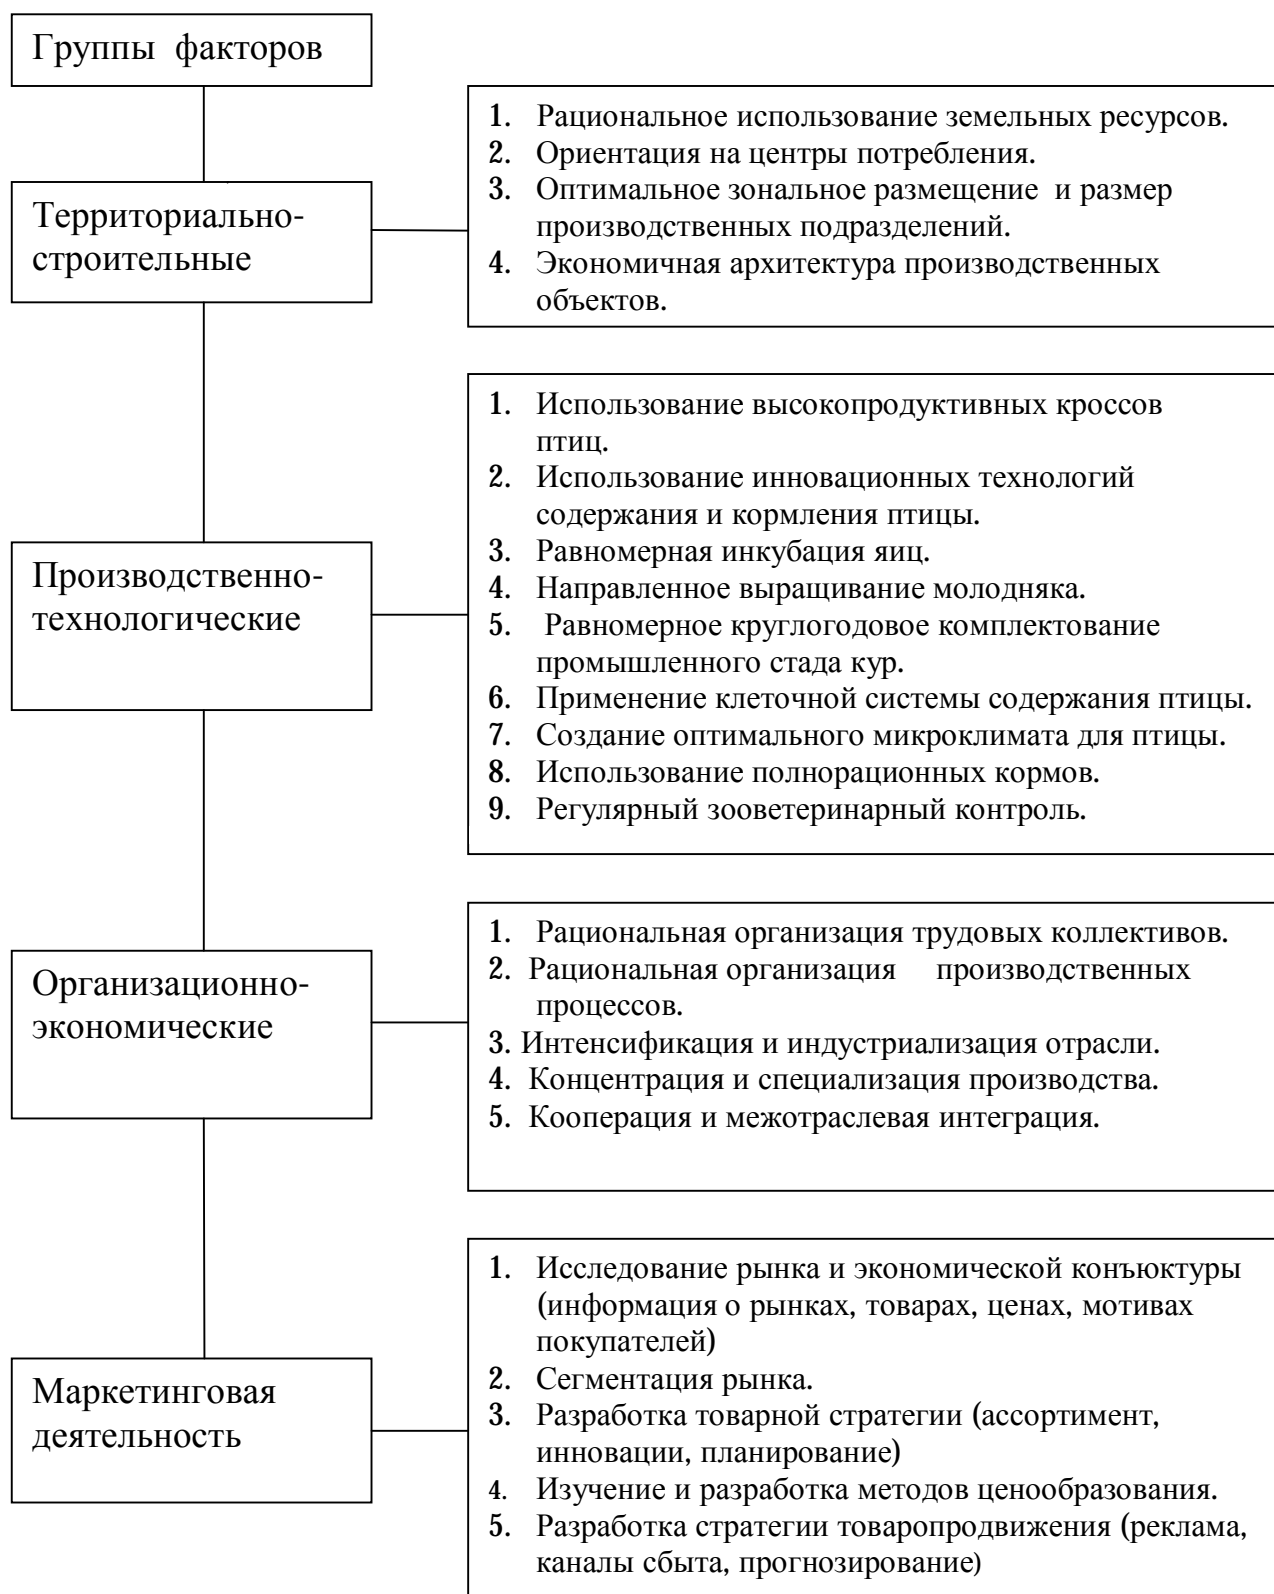 Группы факторов
1. Рациональное использование земельных ресурсов.
2. Ориентация на центры потребления.
3. Оптимальное зональное размещение и размер
производственных подразделений.
4. Экономичная архитектура производственных
объектов.
Территориально-
строительные
1. Использование высокопродуктивных кроссов
птиц.
2. Использование инновационных технологий
содержания и кормления птицы.
3. Равномерная инкубация яиц.
4. Направленное выращивание молодняка.
5. Равномерное круглогодовое комплектование
промышленного стада кур.
6. Применение клеточной системы содержания птицы.
7. Создание оптимального микроклимата для птицы.
8. Использование полнорационных кормов.
9. Регулярный зооветеринарный контроль.
Производственно-
технологические
1. Рациональная организация трудовых коллективов.
2. Рациональная организация производственных
процессов.
3. Интенсификация и индустриализация отрасли.
4. Концентрация и специализация производства.
5. Кооперация и межотраслевая интеграция.
Организационно-
экономические
1. Исследование рынка и экономической конъюктуры
(информация о рынках, товарах, ценах, мотивах
покупателей)
2. Сегментация рынка.
3. Разработка товарной стратегии (ассортимент,
инновации, планирование)
4. Изучение и разработка методов ценообразования.
5. Разработка стратегии товаропродвижения (реклама,
каналы сбыта, прогнозирование)
Маркетинговая
деятельность